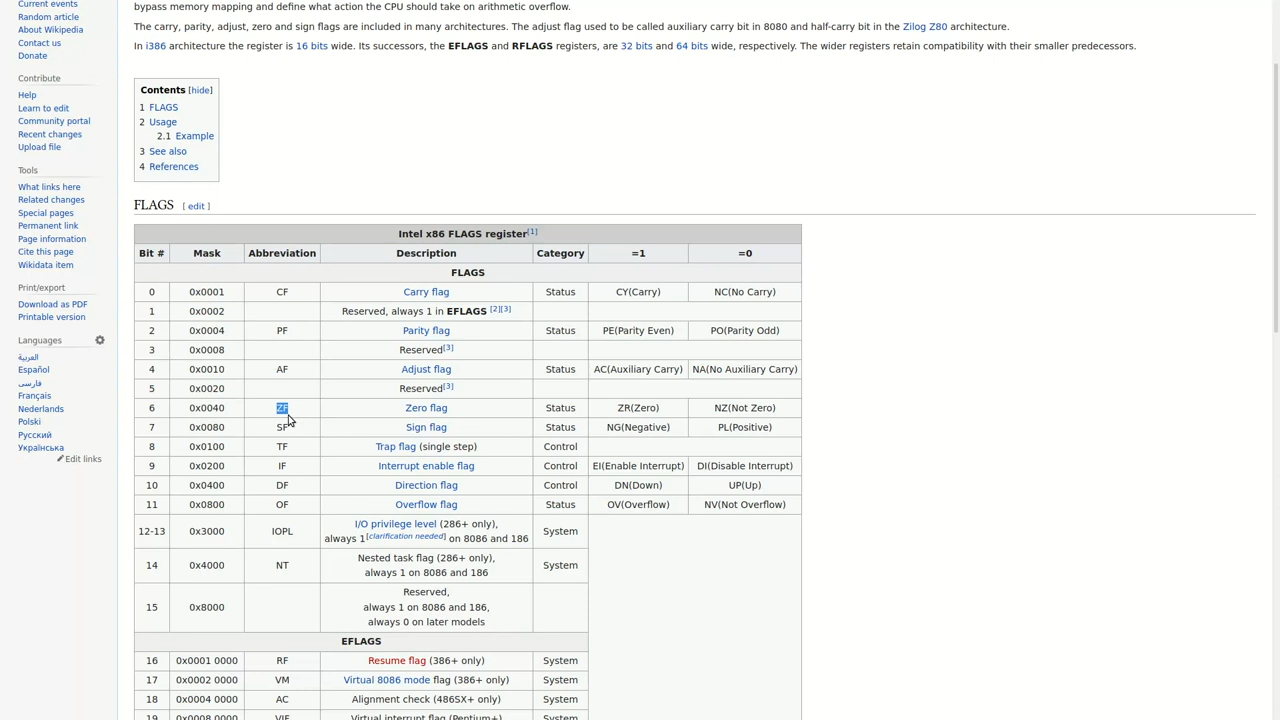 Current events
Random article
About Wikipedia
Contact us
Donate
Contribute
Help
Learn to edit
Community portal
Recent changes
Upload file
Tools
What links here
Related changes
Special pages
Permanent link
Page information
Cite this page
Wikidata item
Print/export
Download as PDF
Printable version
Languages
العربية
Español
فارسی
Français
Nederlands
Polski
Русский
Українська
Edit links
bypass memory mapping and define what action the CPU should take on arithmetic overflow.
The carry, parity, adjust, zero and sign flags are included in many architectures. The adjust flag used to be called auxiliary carry bit in 8080 and half-carry bit in the Zilog Z80 architecture.
In i386 architecture the register is 16 bits wide. Its successors, the EFLAGS and RFLAGS registers, are 32 bits and 64 bits wide, respectively. The wider registers retain compatibility with their smaller predecessors.
Contents [hide]
1 FLAGS
2 Usage
2.1 Example
3 See also
4 References
FLAGS [ edit ]
Intel x86 FLAGS register[1]
Bit # Mask Abbreviation Description Category =1 =0
FLAGS
0 0x0001 CF Carry flag Status CY(Carry) NC(No Carry)
1 0x0002 Reserved, always 1 in EFLAGS [2][3]
2 0x0004 PF Parity flag Status PE(Parity Even) PO(Parity Odd)
3 0x0008 Reserved[3]
4 0x0010 AF Adjust flag Status AC(Auxiliary Carry) NA(No Auxiliary Carry)
5 0x0020 Reserved[3]
6 0x0040 ZF Zero flag Status ZR(Zero) NZ(Not Zero)
7 0x0080 SF Sign flag Status NG(Negative) PL(Positive)
8 0x0100 TF Trap flag (single step) Control
9 0x0200 IF Interrupt enable flag Control EI(Enable Interrupt) DI(Disable Interrupt)
10 0x0400 DF Direction flag Control DN(Down) UP(Up)
11 0x0800 OF Overflow flag Status OV(Overflow) NV(Not Overflow)
12-13 0x3000 IOPL I/O privilege level (286+ only),
always 1[clarification needed] on 8086 and 186 System
14 0x4000 NT Nested task flag (286+ only),
always 1 on 8086 and 186 System
15 0x8000 Reserved,
always 1 on 8086 and 186,
always 0 on later models
EFLAGS
16 0x0001 0000 RF Resume flag (386+ only) System
17 0x0002 0000 VM Virtual 8086 mode flag (386+ only) System
18 0x0004 0000 AC Alignment check (486SX+ only) System
19 0x0008 0000 VIF Virtual interrupt flag (Pentium+) System